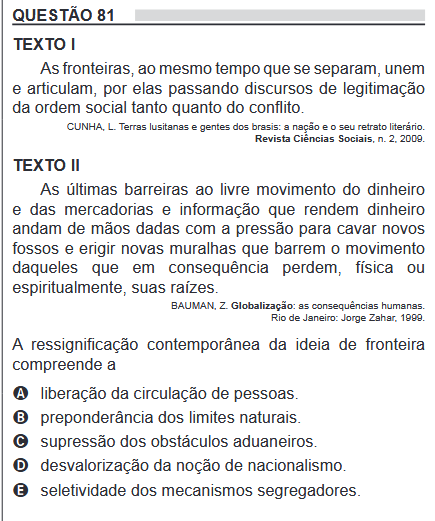 QUESTÃO 81
TEXTO I
As fronteiras, ao mesmo tempo que se separam, unem
e articulam, por elas passando discursos de legitimação
da ordem social tanto quanto do conflito.
CUNHA, L. Terras lusitanas e gentes dos brasis: a nação e o seu retrato literário.
Revista Ciências Sociais, n. 2, 2009.
TEXTO II
As últimas barreiras ao livre movimento do dinheiro
e das mercadorias e informação que rendem dinheiro
andam de mãos dadas com a pressão para cavar novos
fossos e erigir novas muralhas que barrem o movimento
daqueles que em consequência perdem, física ou
espiritualmente, suas raízes.
BAUMAN, Z. Globalização: as consequências humanas.
Rio de Janeiro: Jorge Zahar, 1999.
A ressignificação contemporânea da ideia de fronteira
compreende a
A liberação da circulação de pessoas.
B preponderância dos limites naturais.
C supressão dos obstáculos aduaneiros.
D desvalorização da noção de nacionalismo.
E seletividade dos mecanismos segregadores.